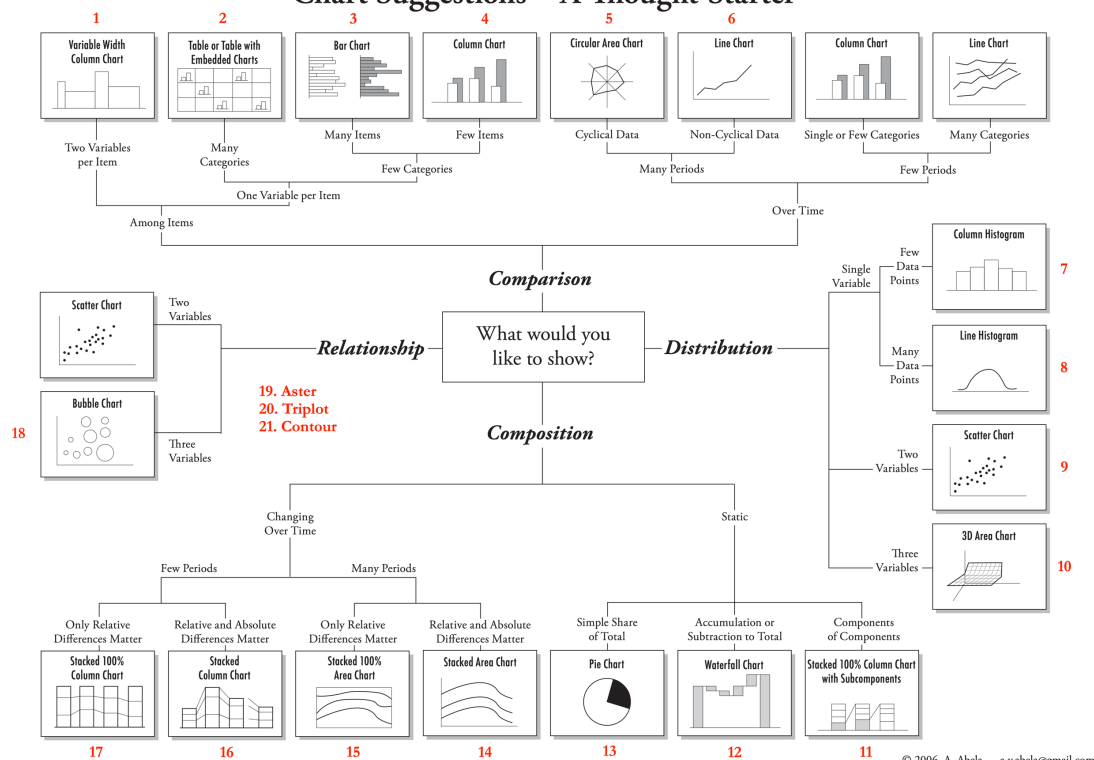 Chart Suggestions—A Thought-Starter
1
2
3
4
5
6
Variable Width
Column Chart
Table or Table with
Embedded Charts
Bar Chart
Column Chart
Circular Area Chart
Line Chart
Column Chart
Line Chart
Two Variables
per Item
Many
Categories
Many Items
Few Items
Cyclical Data
Non-Cyclical Data
Single or Few Categories
Many Categories
Few Categories
Many Periods
Few Periods
One Variable per Item
Among Items
Over Time
Comparison
What would you
like to show?
Relationship
Two
Variables
Scatter Chart
Three
Variables
Bubble Chart
18
19. Aster
20. Triplot
21. Contour
Distribution
Single
Variable
Few
Data
Points
Column Histogram
7
Many
Data
Points
Line Histogram
8
Two
Variables
Scatter Chart
9
Three
Variables
3D Area Chart
10
Composition
Changing
Over Time
Static
Few Periods
Many Periods
Only Relative
Differences Matter
Relative and Absolute
Differences Matter
Only Relative
Differences Matter
Relative and Absolute
Differences Matter
Simple Share
of Total
Accumulation or
Subtraction to Total
Components
of Components
Stacked 100%
Column Chart
Stacked
Column Chart
Stacked 100%
Area Chart
Stacked Area Chart
Pie Chart
Waterfall Chart
Stacked 100% Column Chart
with Subcomponents
17
16
15
14
13
12
11
© 2006 A. Abela